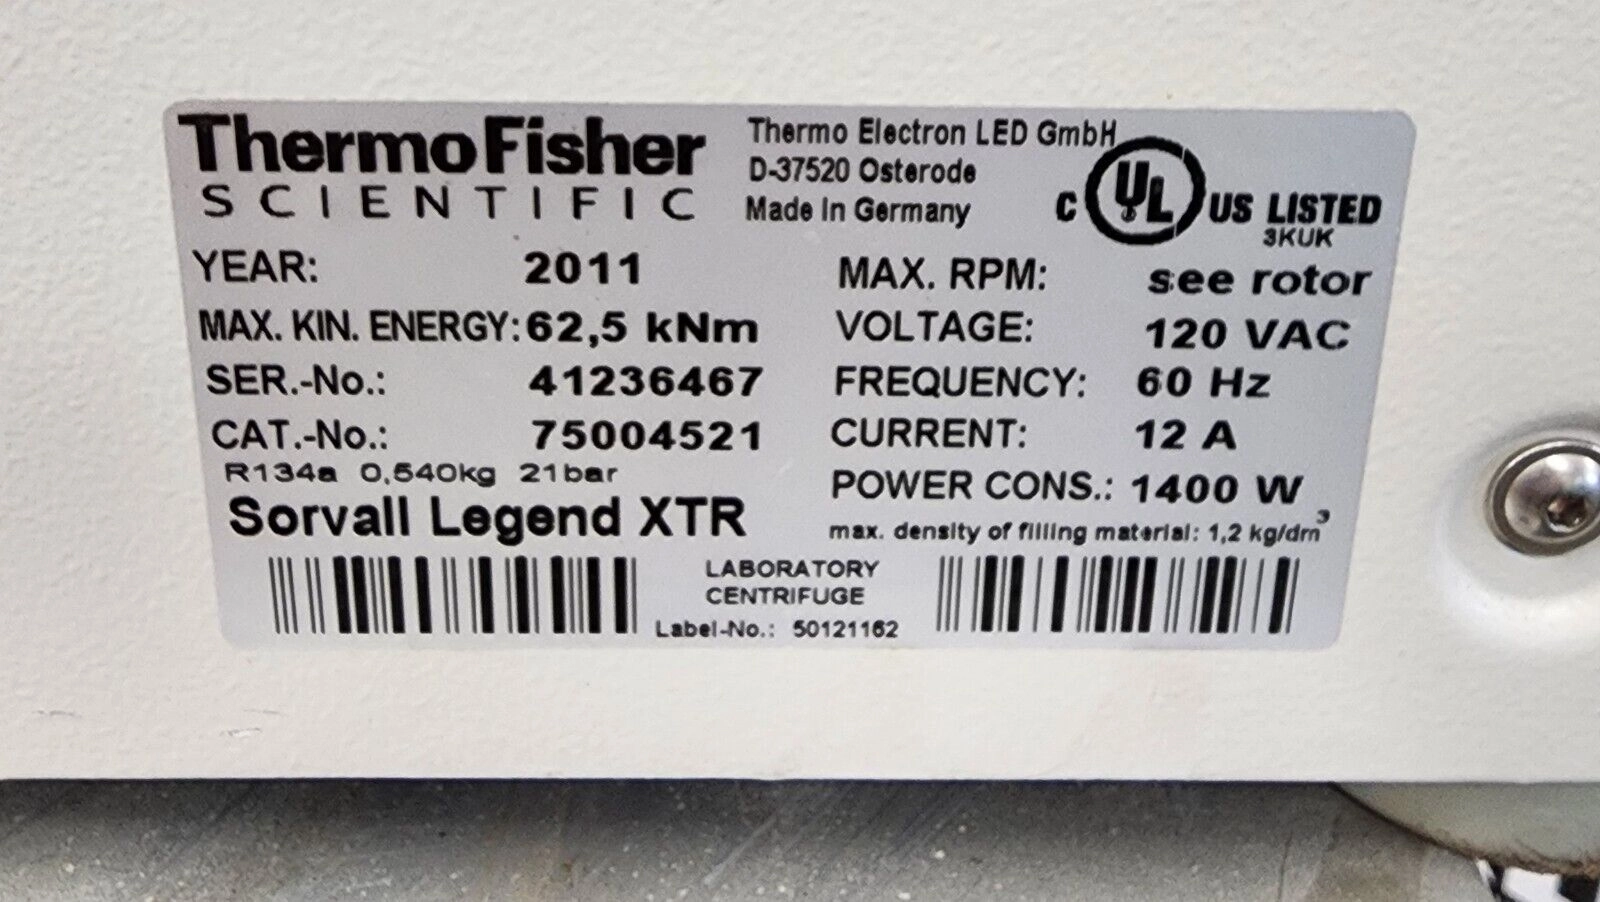 ThermoFisher
SCIENTIFIC
Thermo Electron LED GmbH
D-37520 Osterode
Made in Germany
C UL US LISTED
3KUK
YEAR: 2011
MAX. KIN. ENERGY: 62,5 kNm
SER.-No.: 41236467
CAT.-No.: 75004521
R134a 0,540kg 21bar
Sorvall Legend XTR
MAX. RPM: see rotor
VOLTAGE: 120 VAC
FREQUENCY: 60 Hz
CURRENT: 12 A
POWER CONS.: 1400 W
max. density of filling material: 1,2 kg/dm³
LABORATORY
CENTRIFUGE
Label-No.: 50121162